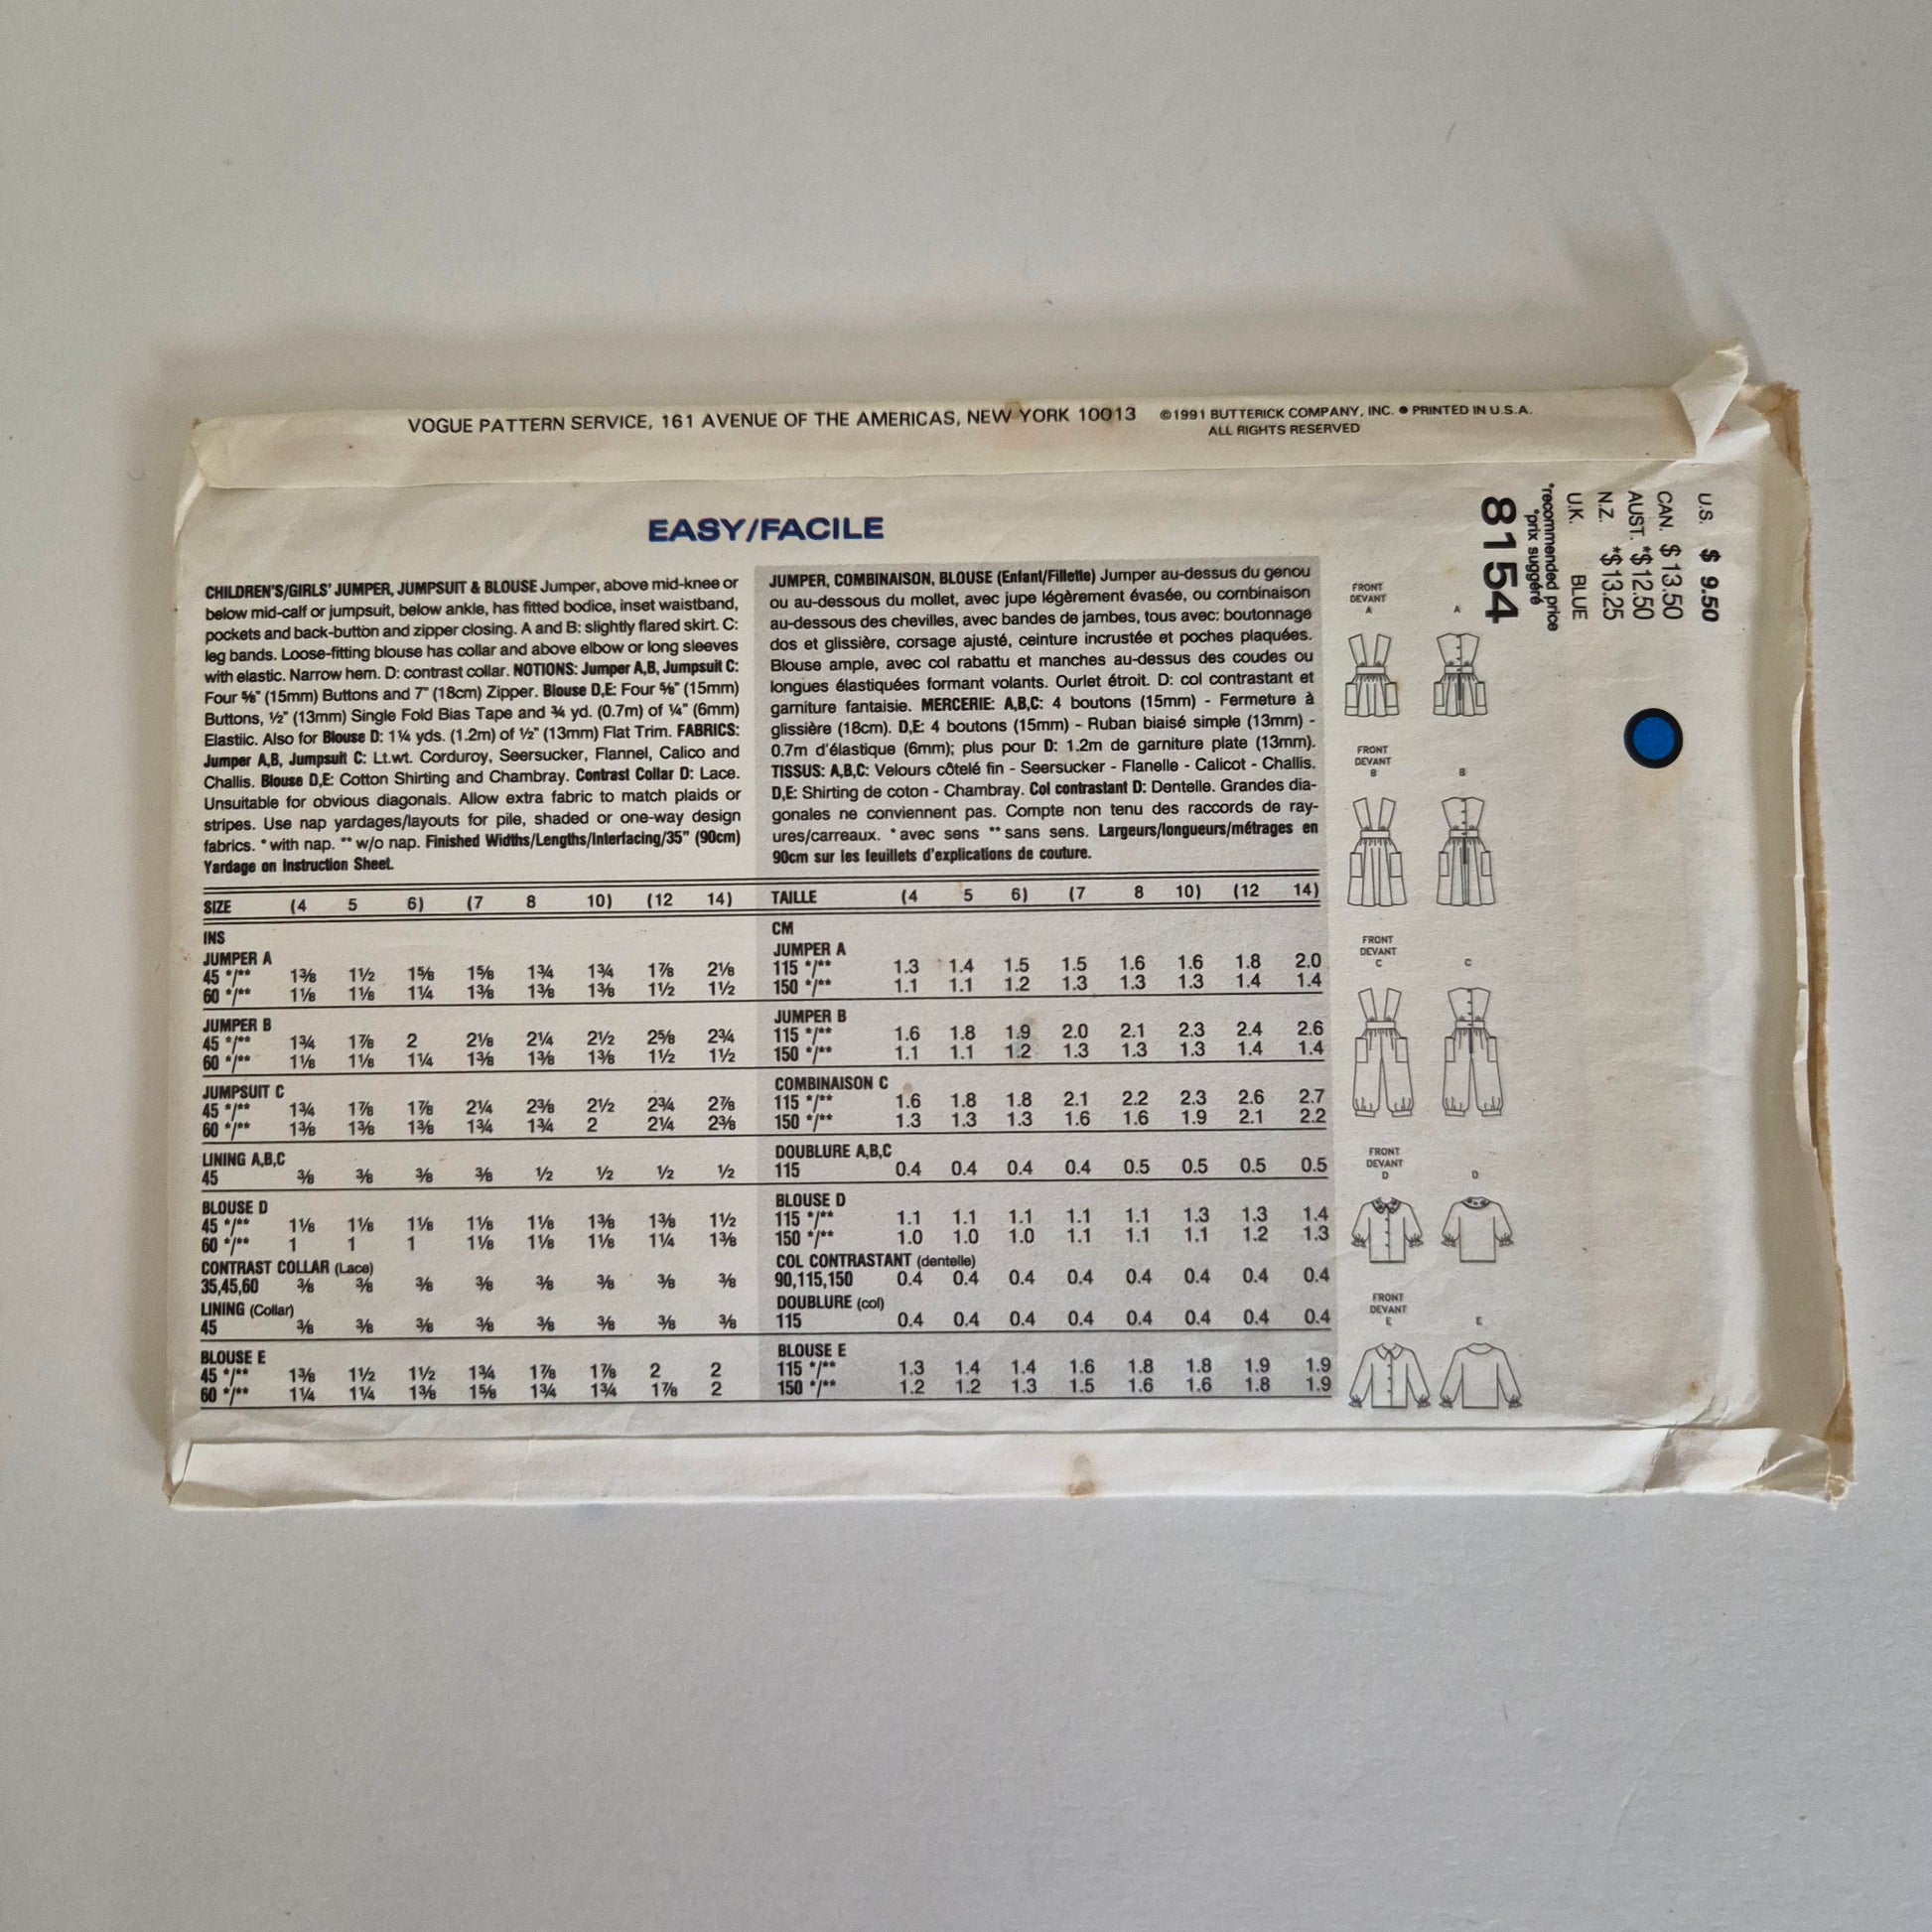 VOGUE PATTERN SERVICE, 161 AVENUE OF THE AMERICAS, NEW YORK 10013 ©1991 BUTTERICK COMPANY, INC. ● PRINTED IN U.S.A.
ALL RIGHTS RESERVED
EASY/FACILE
CHILDREN'S/GIRLS' JUMPER, JUMPSUIT & BLOUSE Jumper, above mid-knee or
below mid-calf or jumpsuit, below ankle, has fitted bodice, inset waistband,
pockets and back-button and zipper closing. A and B: slightly flared skirt. C:
leg bands. Loose-fitting blouse has collar and above elbow or long sleeves
with elastic. Narrow hem. D: contrast collar. NOTIONS: Jumper A,B, Jumpsuit C:
Four ⅝" (15mm) Buttons and 7" (18cm) Zipper. Blouse D,E: Four ⅝" (15mm)
Buttons, ½" (13mm) Single Fold Bias Tape and ¾ yd. (0.7m) of ¼" (6mm)
Elastiic. Also for Blouse D: 1¼ yds. (1.2m) of ½" (13mm) Flat Trim. FABRICS:
Jumper A,B, Jumpsuit C: Lt.wt. Corduroy, Seersucker, Flannel, Calico and
Challis. Blouse D,E: Cotton Shirting and Chambray. Contrast Collar D: Lace.
Unsuitable for obvious diagonals. Allow extra fabric to match plaids or
stripes. Use nap yardages/layouts for pile, shaded or one-way design
fabrics. * with nap. ** w/o nap. Finished Widths/Lengths/Interfacing/35" (90cm)
Yardage on Instruction Sheet.
SIZE (4 5 6) (7 8 10) (12 14)
INS
JUMPER A
45 */** 1⅜ 1½ 1⅝ 1⅝ 1¾ 1¾ 1⅞ 2⅛
60 */** 1⅛ 1⅛ 1¼ 1⅜ 1⅜ 1⅜ 1½ 1½
JUMPER B
45 */** 1¾ 1⅞ 2 2⅛ 2¼ 2½ 2⅝ 2¾
60 */** 1⅛ 1⅛ 1¼ 1⅜ 1⅜ 1⅜ 1½ 1½
JUMPSUIT C
45 */** 1¾ 1⅞ 1⅞ 2¼ 2⅜ 2½ 2¾ 2⅞
60 */** 1⅜ 1⅜ 1⅜ 1¾ 1¾ 2 2¼ 2⅜
LINING A,B,C
45 ⅜ ⅜ ⅜ ⅜ ½ ½ ½ ½
BLOUSE D
45 */** 1⅛ 1⅛ 1⅛ 1⅛ 1⅛ 1⅜ 1⅜ 1½
60 */** 1 1 1 1⅛ 1⅛ 1⅛ 1¼ 1⅜
CONTRAST COLLAR (Lace)
35,45,60 ⅜ ⅜ ⅜ ⅜ ⅜ ⅜ ⅜ ⅜
LINING (Collar)
45 ⅜ ⅜ ⅜ ⅜ ⅜ ⅜ ⅜ ⅜
BLOUSE E
45 */** 1⅜ 1½ 1½ 1¾ 1⅞ 1⅞ 2 2
60 */** 1¼ 1¼ 1⅜ 1⅝ 1¾ 1¾ 1⅞ 2
JUMPER, COMBINAISON, BLOUSE (Enfant/Fillette) Jumper au-dessus du genou
ou au-dessous du mollet, avec jupe légèrement évasée, ou combinaison
au-dessous des chevilles, avec bandes de jambes, tous avec: boutonnage
dos et glissière, corsage ajusté, ceinture incrustée et poches plaquées.
Blouse ample, avec col rabattu et manches au-dessus des coudes ou
longues élastiquées formant volants. Ourlet étroit. D: col contrastant et
garniture fantaisie. MERCERIE: A,B,C: 4 boutons (15mm) - Fermeture à
glissière (18cm). D,E: 4 boutons (15mm) - Ruban biaisé simple (13mm) -
0.7m d'élastique (6mm); plus pour D: 1.2m de garniture plate (13mm).
TISSUS: A,B,C: Velours côtelé fin - Seersucker - Flanelle - Calicot - Challis.
D,E: Shirting de coton - Chambray. Col contrastant D: Dentelle. Grandes dia-
gonales ne conviennent pas. Compte non tenu des raccords de ray-
ures/carreaux. * avec sens ** sans sens. Largeurs/longueurs/métrages en
90cm sur les feuillets d'explications de couture.
TAILLE (4 5 6) (7 8 10) (12 14)
CM
JUMPER A
115 */** 1.3 1.4 1.5 1.5 1.6 1.6 1.8 2.0
150 */** 1.1 1.1 1.2 1.3 1.3 1.3 1.4 1.4
JUMPER B
115 */** 1.6 1.8 1.9 2.0 2.1 2.3 2.4 2.6
150 */** 1.1 1.1 1.2 1.3 1.3 1.3 1.4 1.4
COMBINAISON C
115 */** 1.6 1.8 1.8 2.1 2.2 2.3 2.6 2.7
150 */** 1.3 1.3 1.3 1.6 1.6 1.9 2.1 2.2
DOUBLURE A,B,C
115 0.4 0.4 0.4 0.4 0.5 0.5 0.5 0.5
BLOUSE D
115 */** 1.1 1.1 1.1 1.1 1.1 1.3 1.3 1.4
150 */** 1.0 1.0 1.0 1.1 1.1 1.1 1.2 1.3
COL CONTRASTANT (dentelle)
90,115,150 0.4 0.4 0.4 0.4 0.4 0.4 0.4 0.4
DOUBLURE (col)
115 0.4 0.4 0.4 0.4 0.4 0.4 0.4 0.4
BLOUSE E
115 */** 1.3 1.4 1.4 1.6 1.8 1.8 1.9 1.9
150 */** 1.2 1.2 1.3 1.5 1.6 1.6 1.8 1.9
FRONT
DEVANT
A A
FRONT
DEVANT
B B
FRONT
DEVANT
C C
FRONT
DEVANT
D D
FRONT
DEVANT
E E
U.S. $ 9.50
CAN. $ 13.50
AUST. *$ 12.50
N.Z. *$ 13.25
U.K. BLUE
*recommended price
*prix suggéré
8154